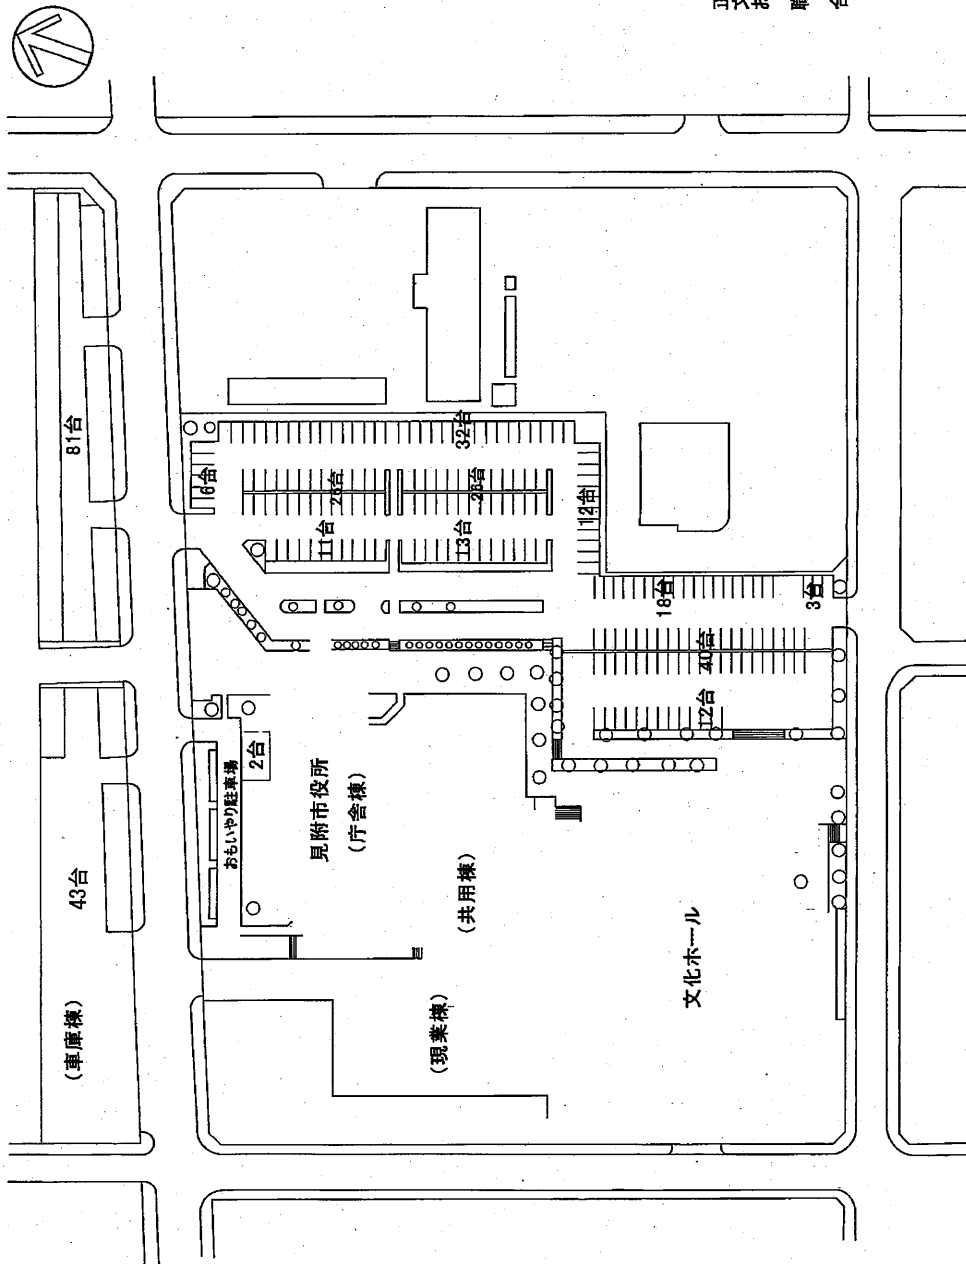 81台
6台
32台
26台
26台
11台
13台
12台
18台
3台
40台
12台
2台
おもいやり駐車場
見附市役所
(庁舎棟)
43台
(共用棟)
(車庫棟)
(現業棟)
文化ホール